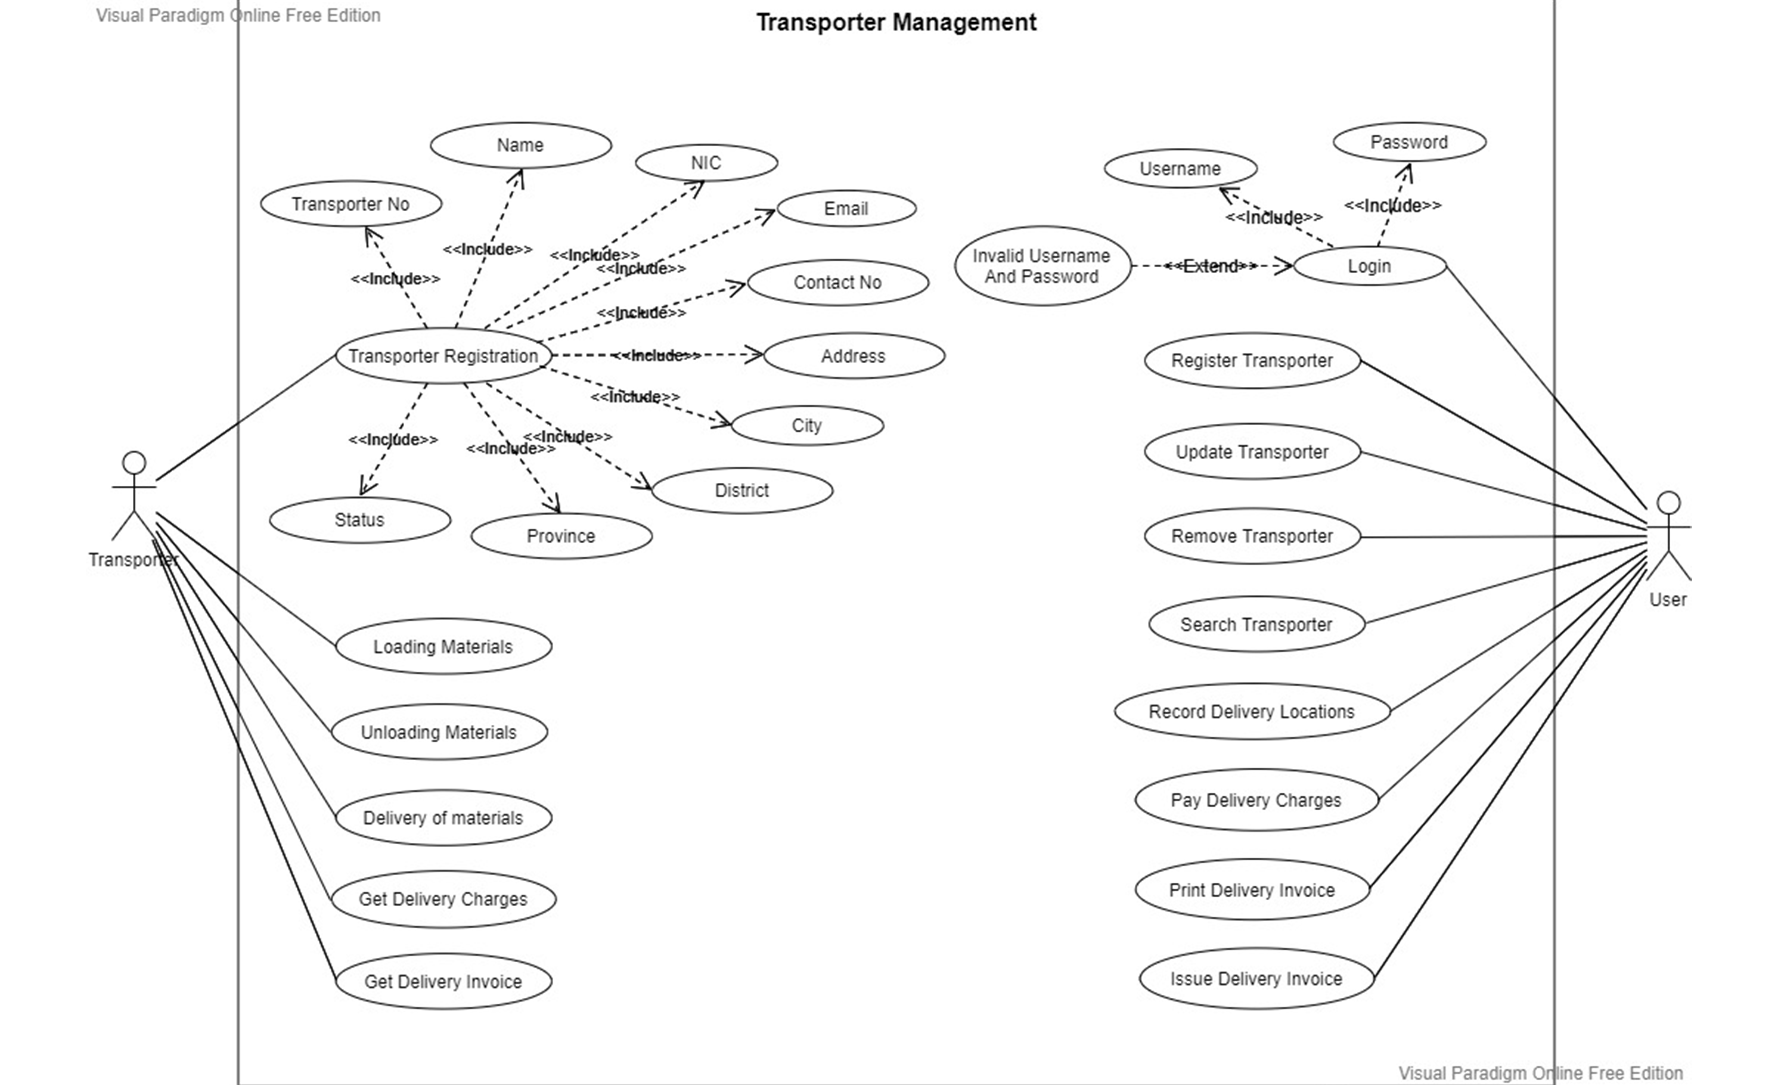 Visual Paradigm Online Free Edition
Transporter Management
Name
NIC
Transporter No
Email
<<Include>>
<<Include>>
<<Include>>
<<Include>>
Contact No
<<Include>>
Transporter Registration
<<Include>>
Address
<<Include>>
City
<<Include>>
<<Include>>
<<Include>>
District
Status
Province
Transporter
Loading Materials
Unloading Materials
Delivery of materials
Get Delivery Charges
Get Delivery Invoice
Password
Username
<<Include>>
<<Include>>
Invalid Username
And Password
<<Extend>>
Login
Register Transporter
Update Transporter
Remove Transporter
User
Search Transporter
Record Delivery Locations
Pay Delivery Charges
Print Delivery Invoice
Issue Delivery Invoice
Visual Paradigm Online Free Edition